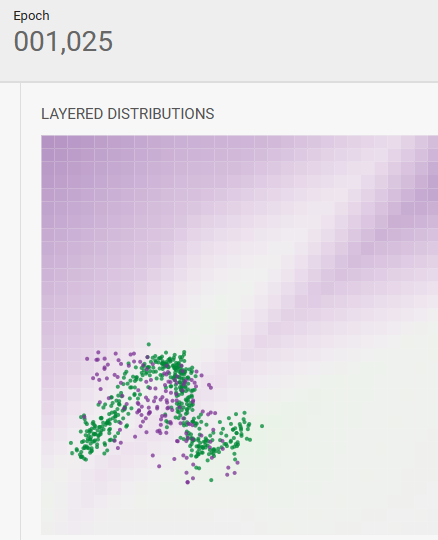 Epoch
001,025
LAYERED DISTRIBUTIONS